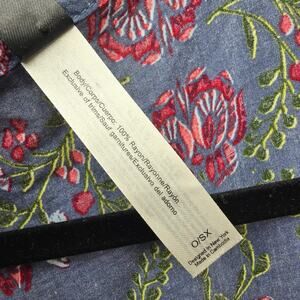 Body/Corps/Cuerpo: 100% Rayon/Rayonne/Rayón
Exclusive of trims/Sauf garnitures/Exclusivo del adorno
O/SX
Designed in New York
Made in Cambodia